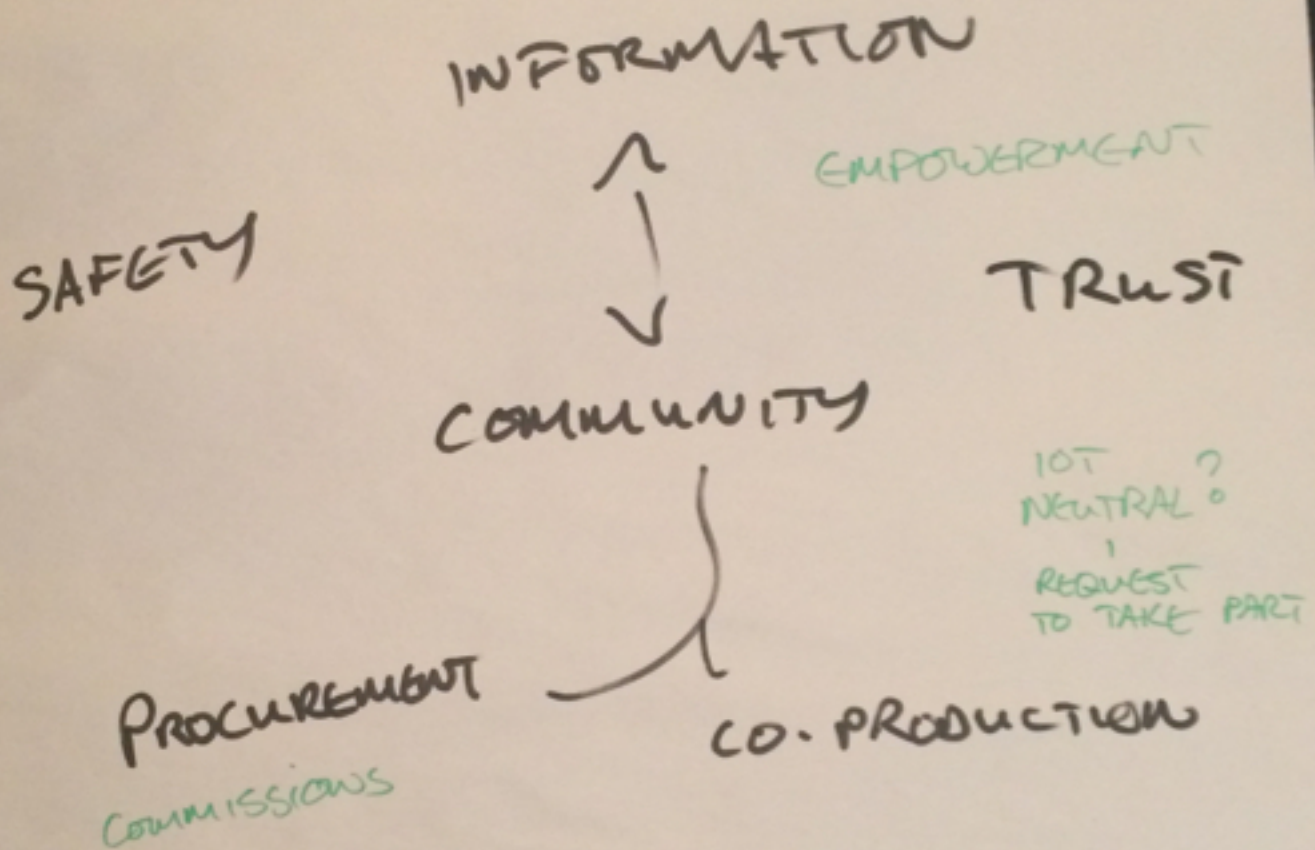 INFORMATION
EMPOWERMENT
SAFETY
TRUST
COMMUNITY
IOT ?
NEUTRAL ?
REQUEST
TO TAKE PART
PROCUREMENT
CO. PRODUCTION
COMMISSIONS